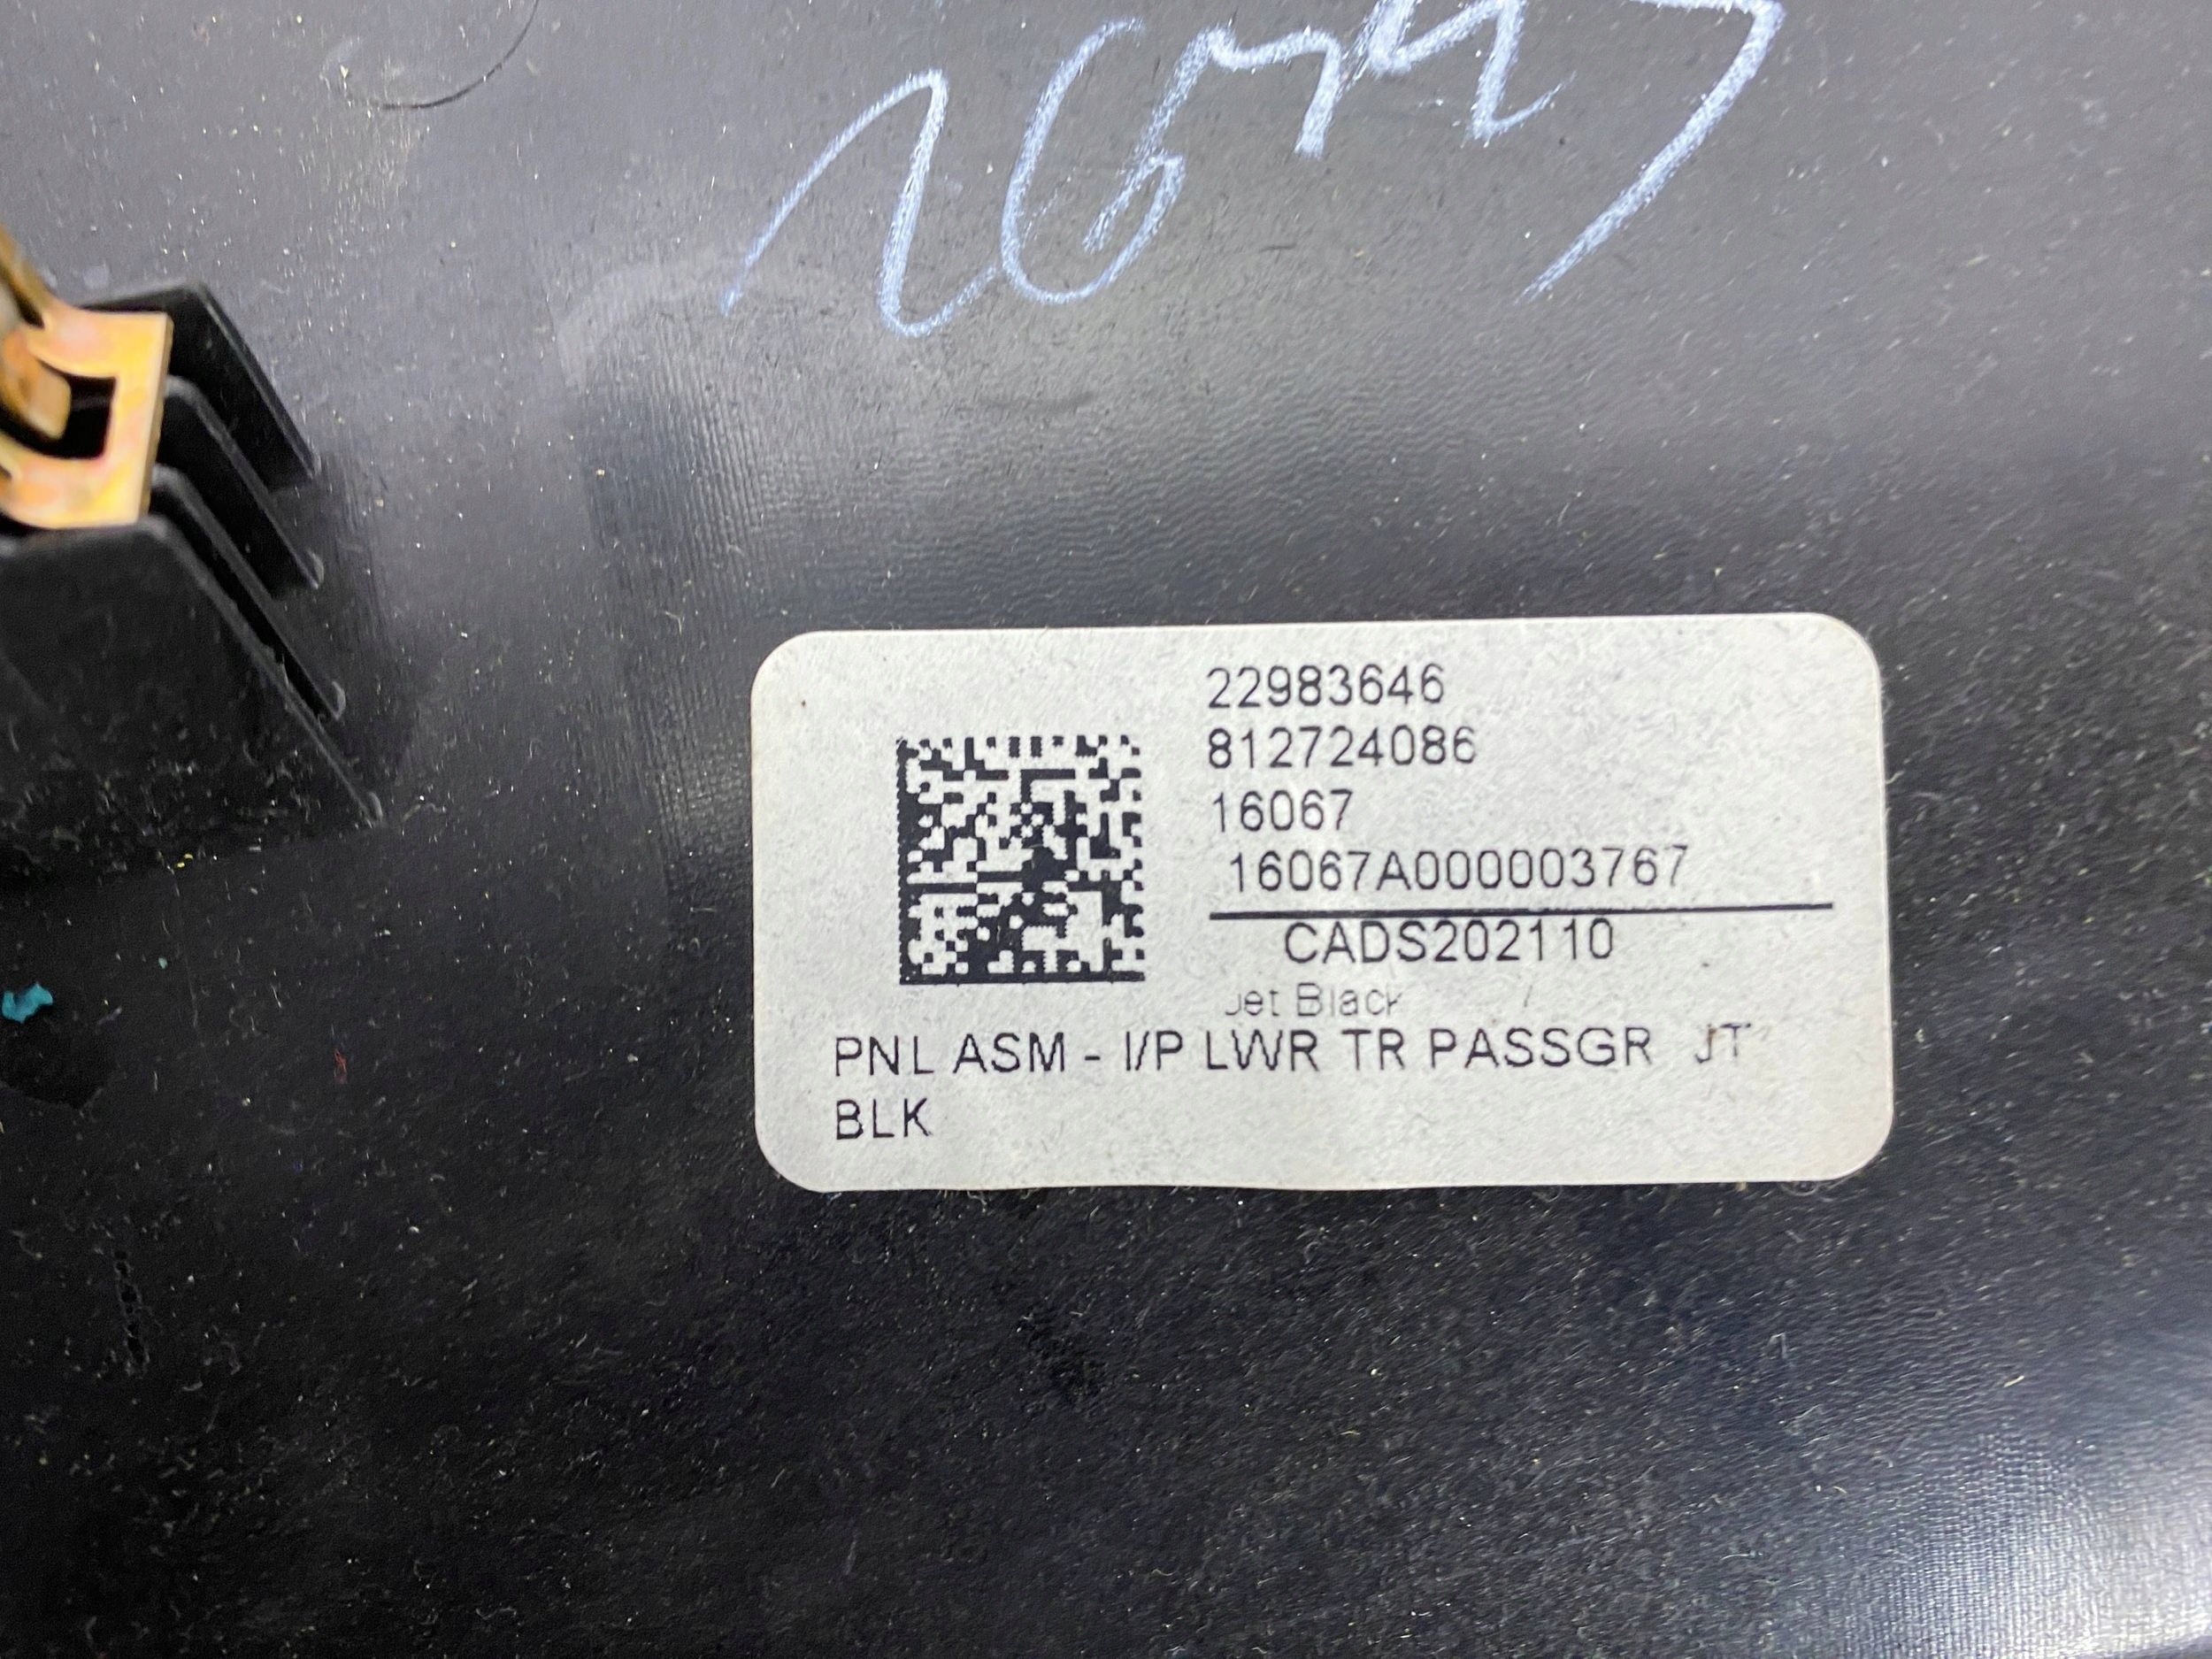 22983646
812724086
16067
16067A000003767
CADS202110
Jet Black
PNL ASM - I/P LWR TR PASSGR JT
BLK